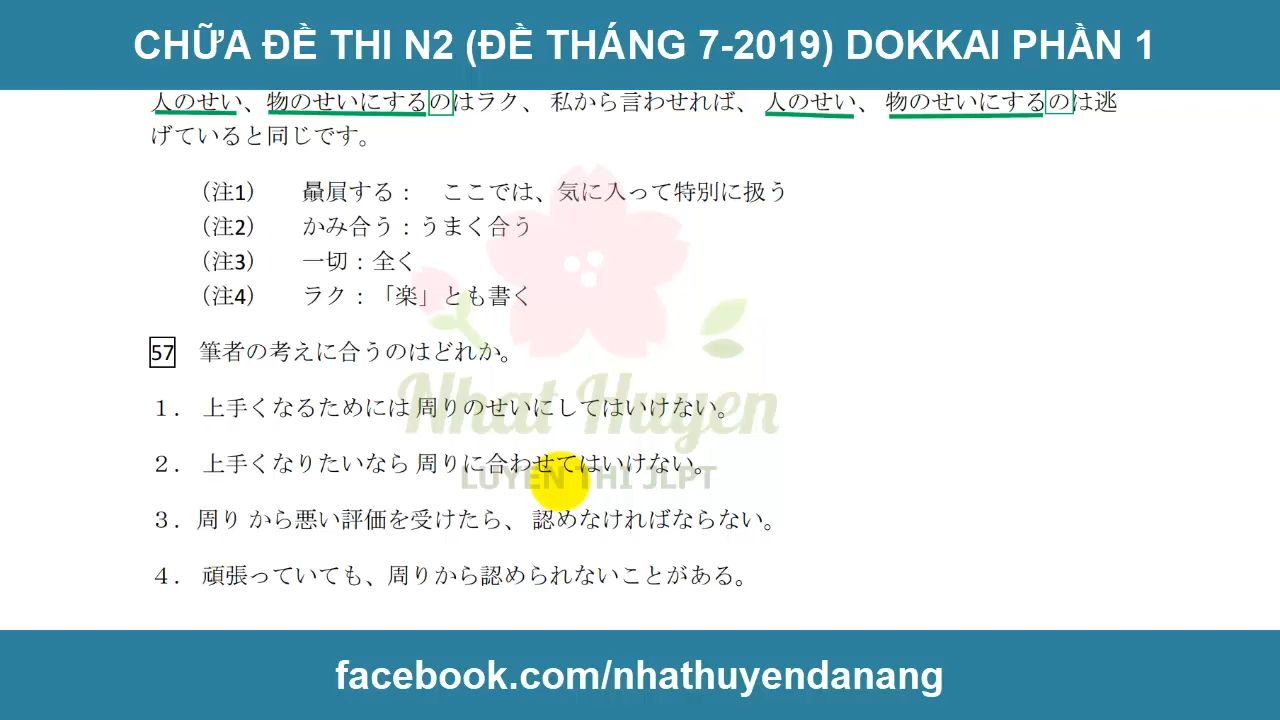 CHỮA ĐỀ THI N2 (ĐỀ THÁNG 7-2019) DOKKAI PHẦN 1
人のせい、物のせいにするのはラク、私から言わせれば、人のせい、物のせいにするのは逃
げていると同じです。
（注1） 贔屓する： ここでは、気に入って特別に扱う
（注2） かみ合う：うまく合う
（注3） 一切：全く
（注4） ラク：「楽」とも書く
57 筆者の考えに合うのはどれか。
１． 上手くなるためには 周りのせいにしてはいけない。
２． 上手くなりたいなら 周りに合わせてはいけない。
３．周り から悪い評価を受けたら、 認めなければならない。
４． 頑張っていても、周りから認められないことがある。
Nhat Huyen
LUYEN THI JLPT
facebook.com/nhathuyendanang